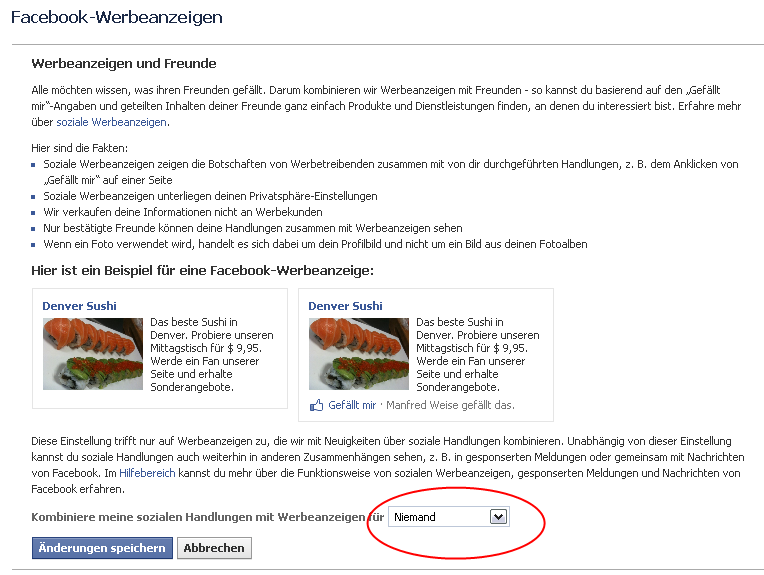 Facebook-Werbeanzeigen
Werbeanzeigen und Freunde
Alle möchten wissen, was ihren Freunden gefällt. Darum kombinieren wir Werbeanzeigen mit Freunden - so kannst du basierend auf den „Gefällt
mir“-Angaben und geteilten Inhalten deiner Freunde ganz einfach Produkte und Dienstleistungen finden, an denen du interessiert bist. Erfahre mehr
über soziale Werbeanzeigen.
Hier sind die Fakten:
Soziale Werbeanzeigen zeigen die Botschaften von Werbetreibenden zusammen mit von dir durchgeführten Handlungen, z. B. dem Anklicken von
„Gefällt mir“ auf einer Seite
Soziale Werbeanzeigen unterliegen deinen Privatsphäre-Einstellungen
Wir verkaufen deine Informationen nicht an Werbekunden
Nur bestätigte Freunde können deine Handlungen zusammen mit Werbeanzeigen sehen
Wenn ein Foto verwendet wird, handelt es sich dabei um dein Profilbild und nicht um ein Bild aus deinen Fotoalben
Hier ist ein Beispiel für eine Facebook-Werbeanzeige:
Denver Sushi
Das beste Sushi in
Denver. Probiere unseren
Mittagstisch für $ 9,95.
Werde ein Fan unserer
Seite und erhalte
Sonderangebote.
Denver Sushi
Das beste Sushi in
Denver. Probiere unseren
Mittagstisch für $ 9,95.
Werde ein Fan unserer
Seite und erhalte
Sonderangebote.
Gefällt mir · Manfred Weise gefällt das.
Diese Einstellung trifft nur auf Werbeanzeigen zu, die wir mit Neuigkeiten über soziale Handlungen kombinieren. Unabhängig von dieser Einstellung
kannst du soziale Handlungen auch weiterhin in anderen Zusammenhängen sehen, z. B. in gesponserten Meldungen oder gemeinsam mit Nachrichten
von Facebook. Im Hilfebereich kannst du mehr über die Funktionsweise von sozialen Werbeanzeigen, gesponserten Meldungen und Nachrichten von
Facebook erfahren.
Kombiniere meine sozialen Handlungen mit Werbeanzeigen für Niemand
Änderungen speichern Abbrechen